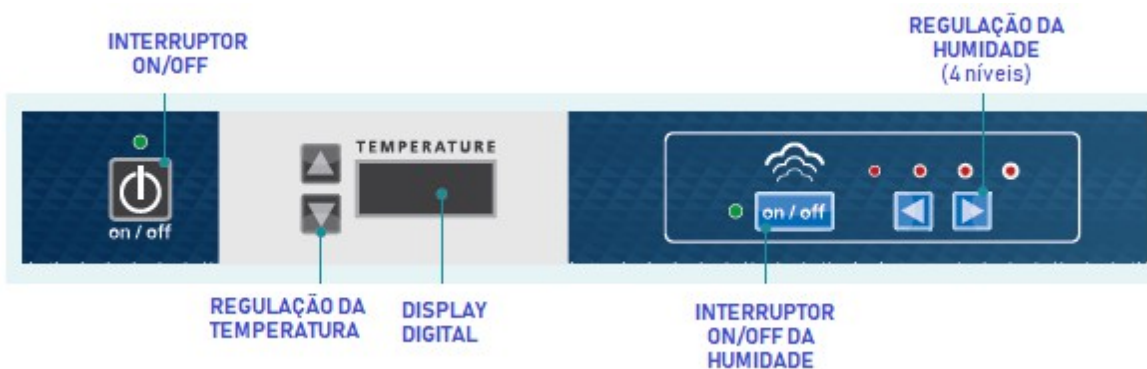 INTERRUPTOR
ON/OFF
REGULAÇÃO DA
HUMIDADE
(4 níveis)
TEMPERATURE
on / off
on / off
REGULAÇÃO DA
TEMPERATURA
DISPLAY
DIGITAL
INTERRUPTOR
ON/OFF DA
HUMIDADE